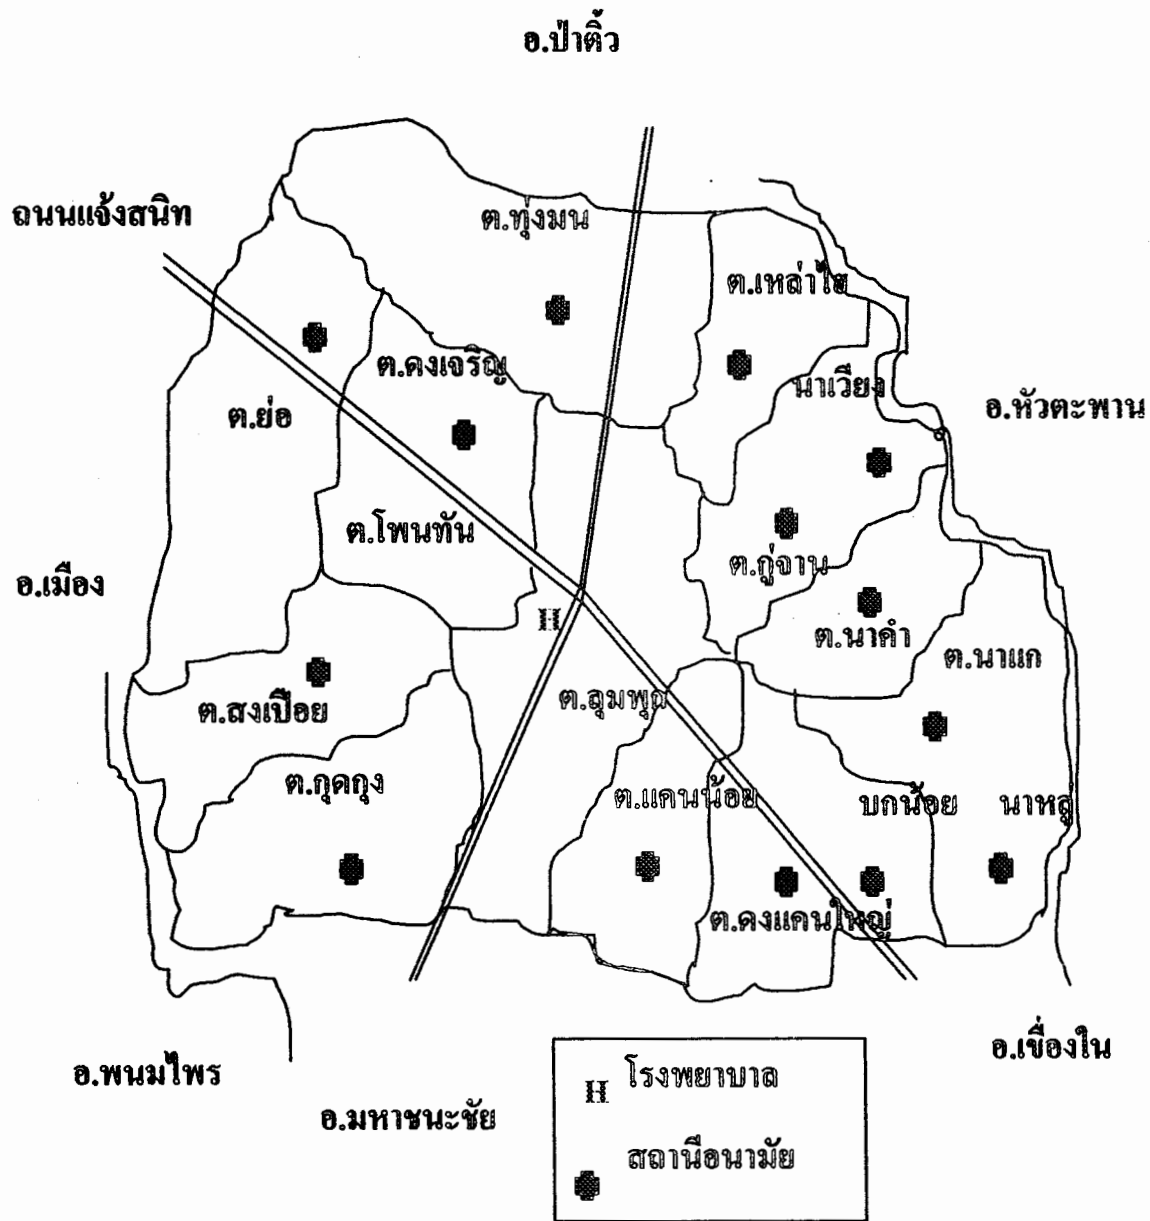 อ.ป่าติ้ว
ถนนแจ้งสนิท
ต.ทุ่งมน
ต.เหล่าไฮ
ต.ดงเจริญ
นาเวียง
ต.ย่อ
อ.หัวตะพาน
ต.โพนทัน
ต.กู่จาน
อ.เมือง
H
ต.นาคำ
ต.นาแก
ต.สงเปือย
ต.ลุมพุก
ต.กุดกุง
ต.แคนน้อย
บกน้อย
นาหลู่
ต.ดงแคนใหญ่
อ.พนมไพร
อ.มหาชนะชัย
อ.เขื่องใน
H โรงพยาบาล
สถานีอนามัย